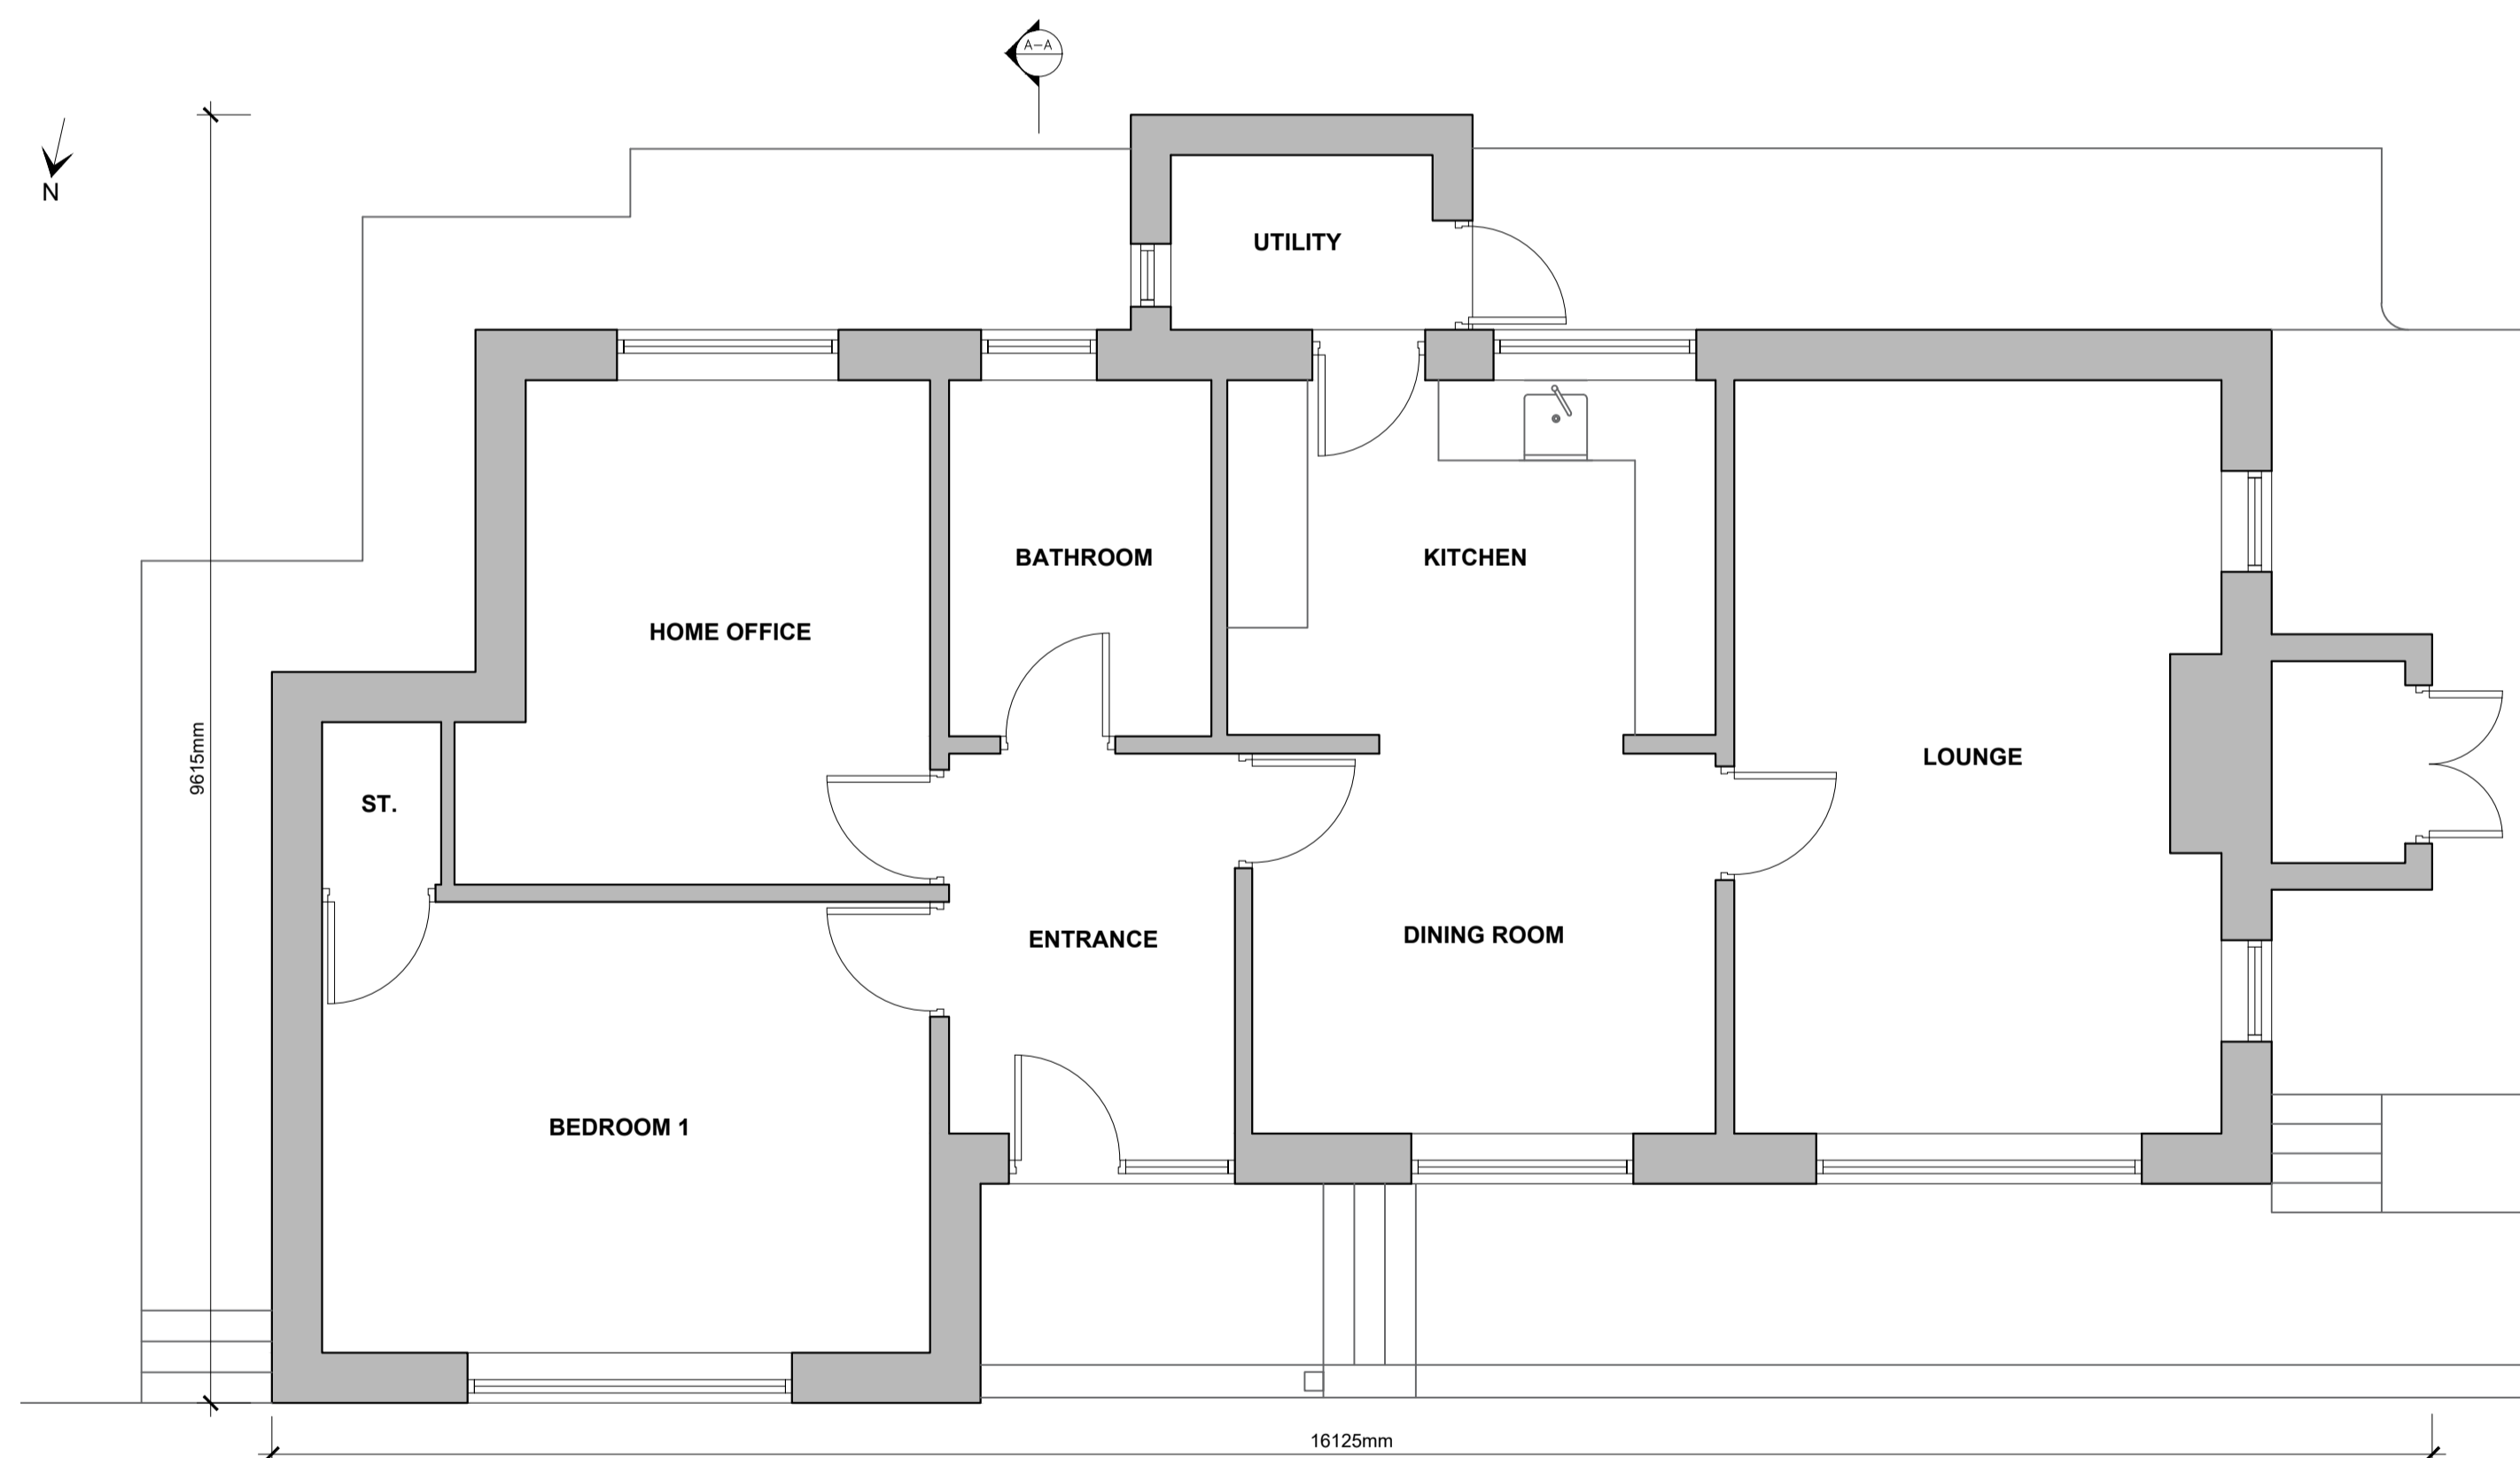 A-A
N
UTILITY
BATHROOM
KITCHEN
HOME OFFICE
LOUNGE
9615mm
ST.
ENTRANCE
DINING ROOM
BEDROOM 1
16125mm